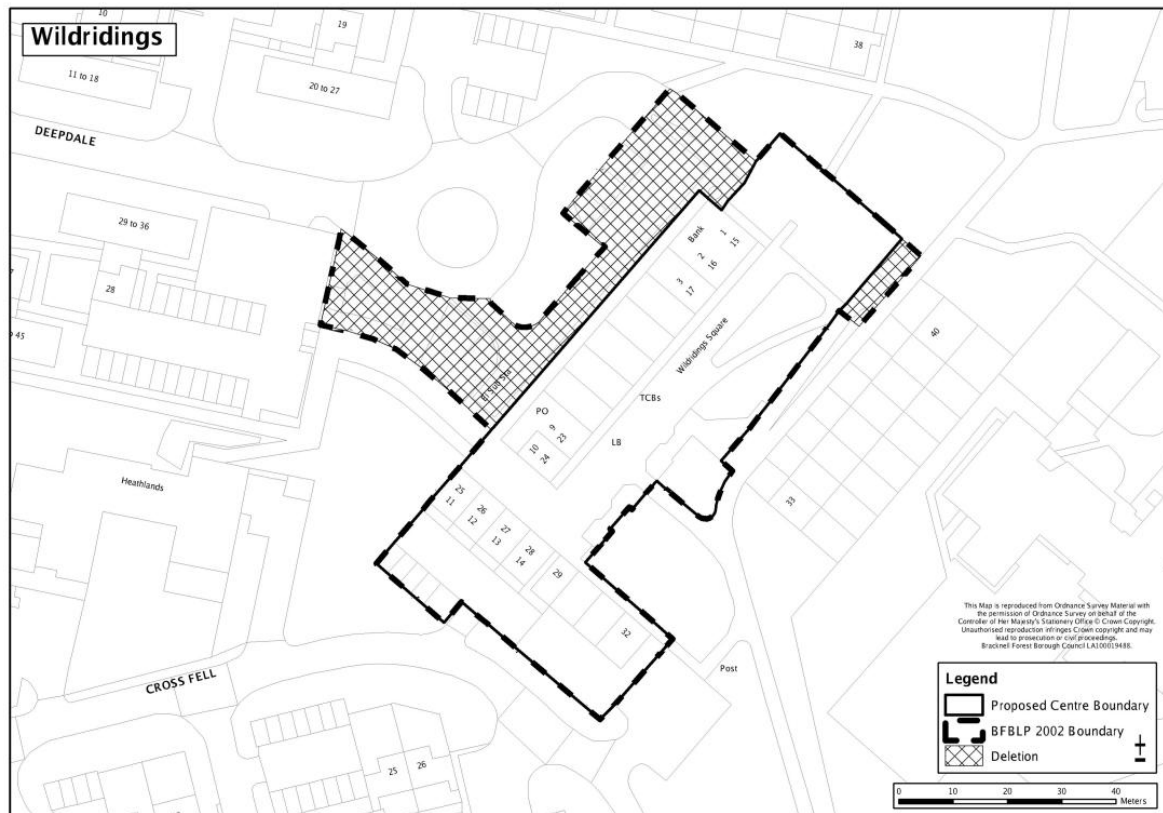 Wildridings
10
19
38
11 to 18
20 to 27
DEEPDALE
29 to 36
28
to 45
Bank
1
15
2
16
3
17
40
Wildridings Square
El Sub Sta
TCBs
PO
9
23
10
24
LB
Heathlands
25
11
26
12
27
13
28
14
29
33
32
CROSS FELL
Post
25
26
This Map is reproduced from Ordnance Survey Material with
the permission of Ordnance Survey on behalf of the
Controller of Her Majesty's Stationery Office © Crown Copyright.
Unauthorised reproduction infringes Crown copyright and may
lead to prosecution or civil proceedings.
Bracknell Forest Borough Council LA100019488.
Legend
Proposed Centre Boundary
BFBLP 2002 Boundary
Deletion
0 10 20 30 40
Meters